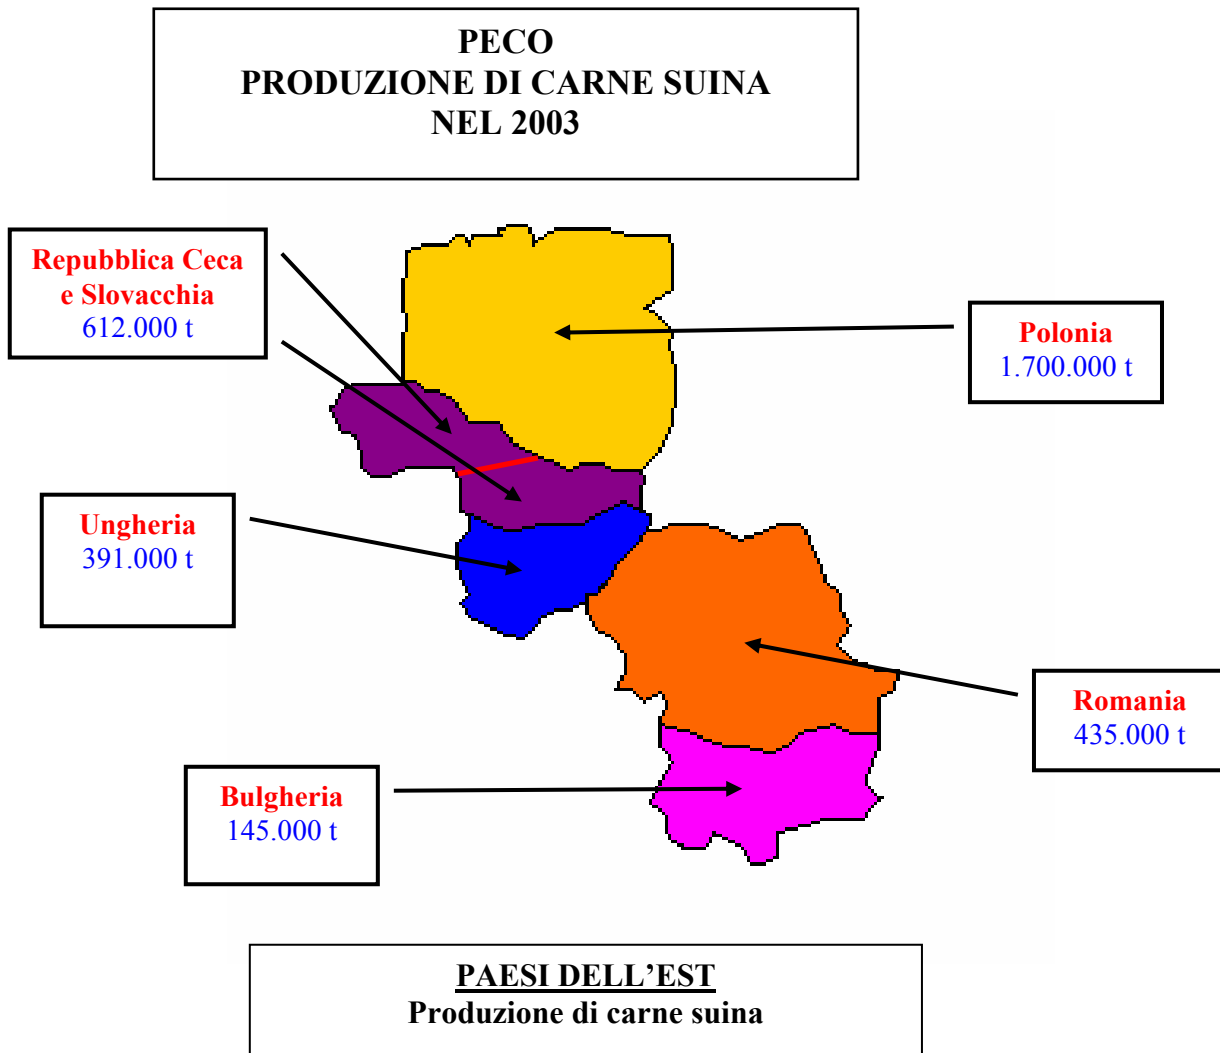 PECO
PRODUZIONE DI CARNE SUINA
NEL 2003
Repubblica Ceca
e Slovacchia
612.000 t
Polonia
1.700.000 t
Ungheria
391.000 t
Romania
435.000 t
Bulgheria
145.000 t
PAESI DELL’EST
Produzione di carne suina